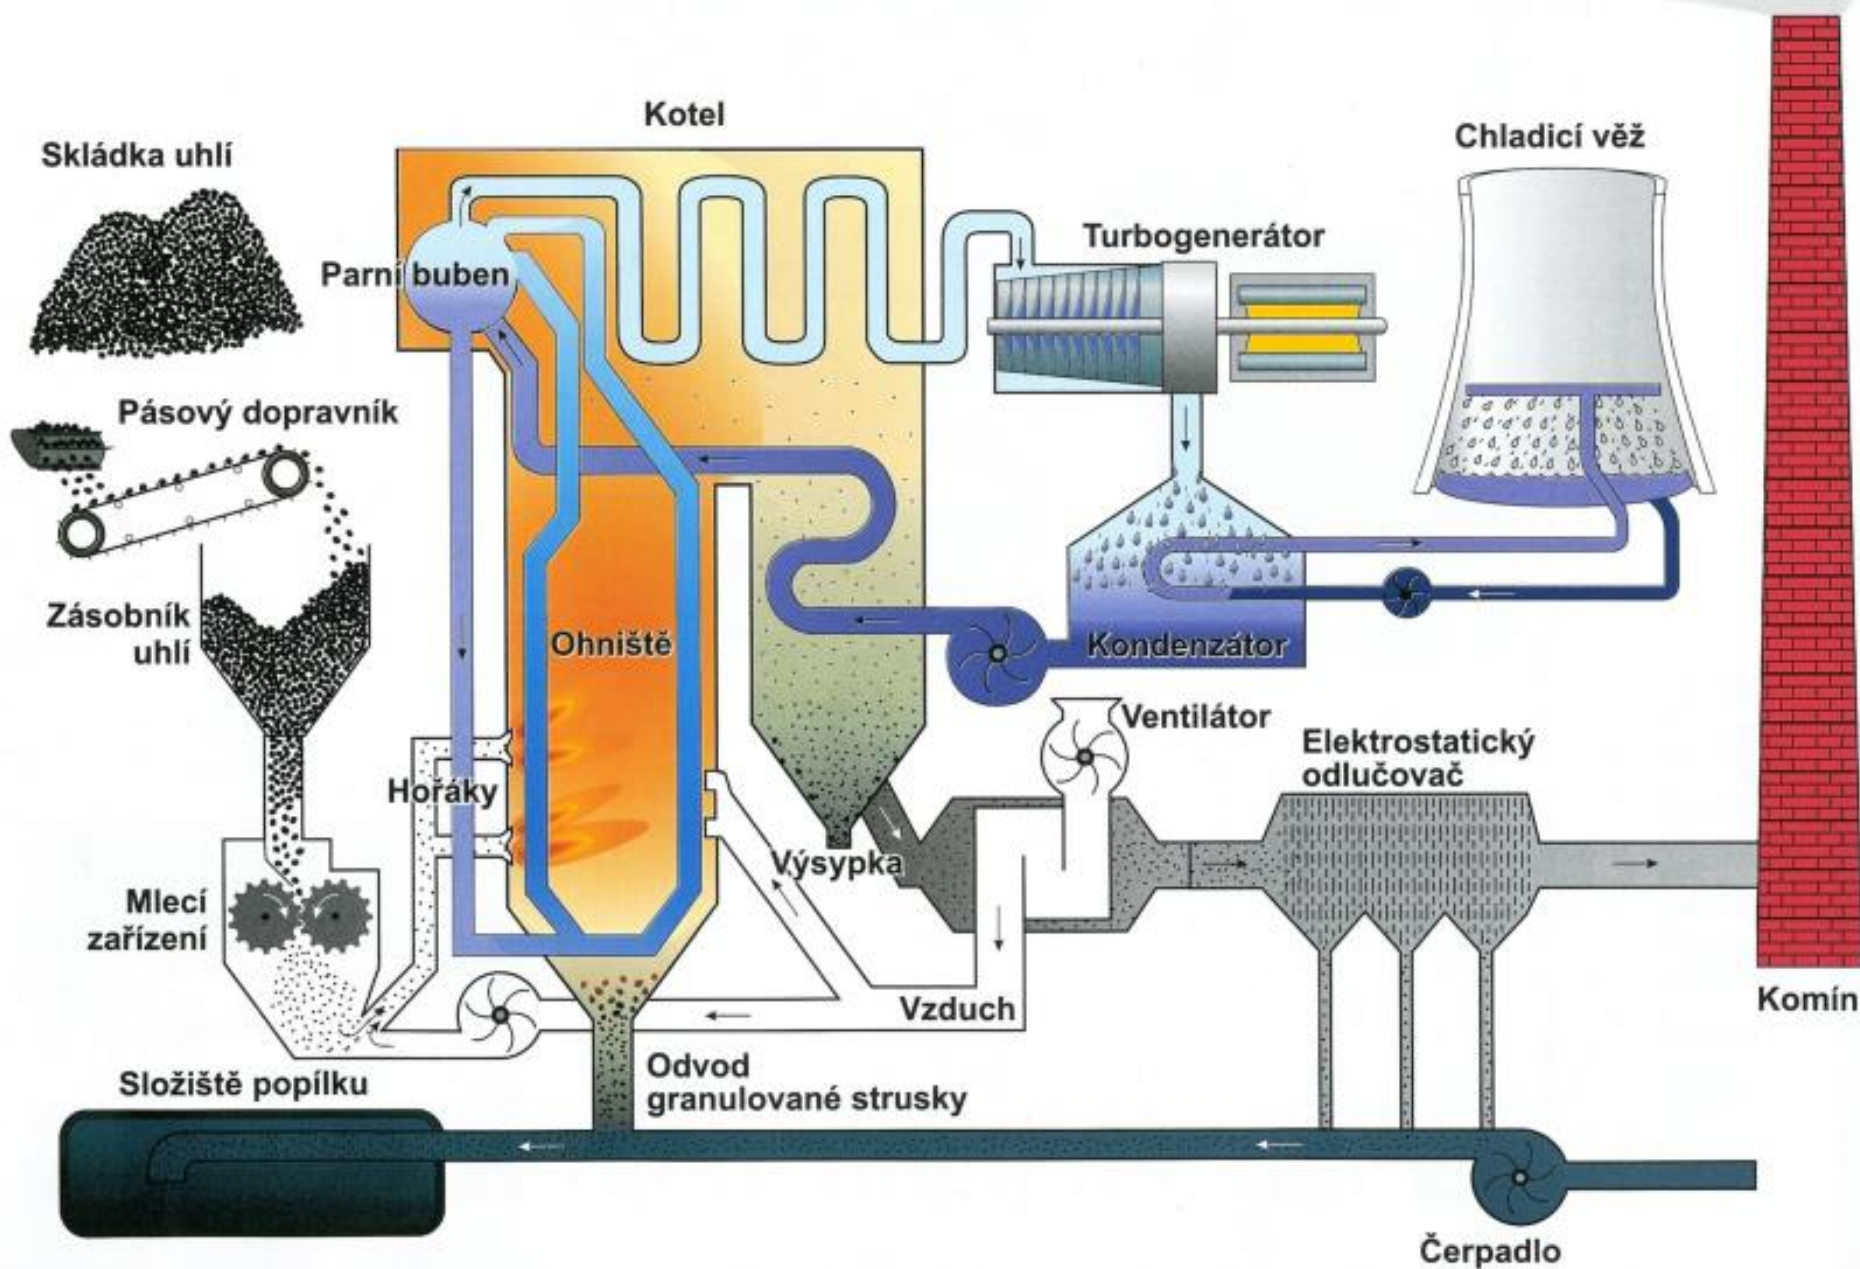 Kotel
Skládka uhlí
Chladicí věž
Turbogenerátor
Parní buben
Pásový dopravník
Zásobník
uhlí
Ohniště
Kondenzátor
Ventilátor
Elektrostatický
odlučovač
Hořáky
Výsypka
Mlecí
zařízení
Vzduch
Komín
Odvod
granulované strusky
Složiště popílku
Čerpadlo